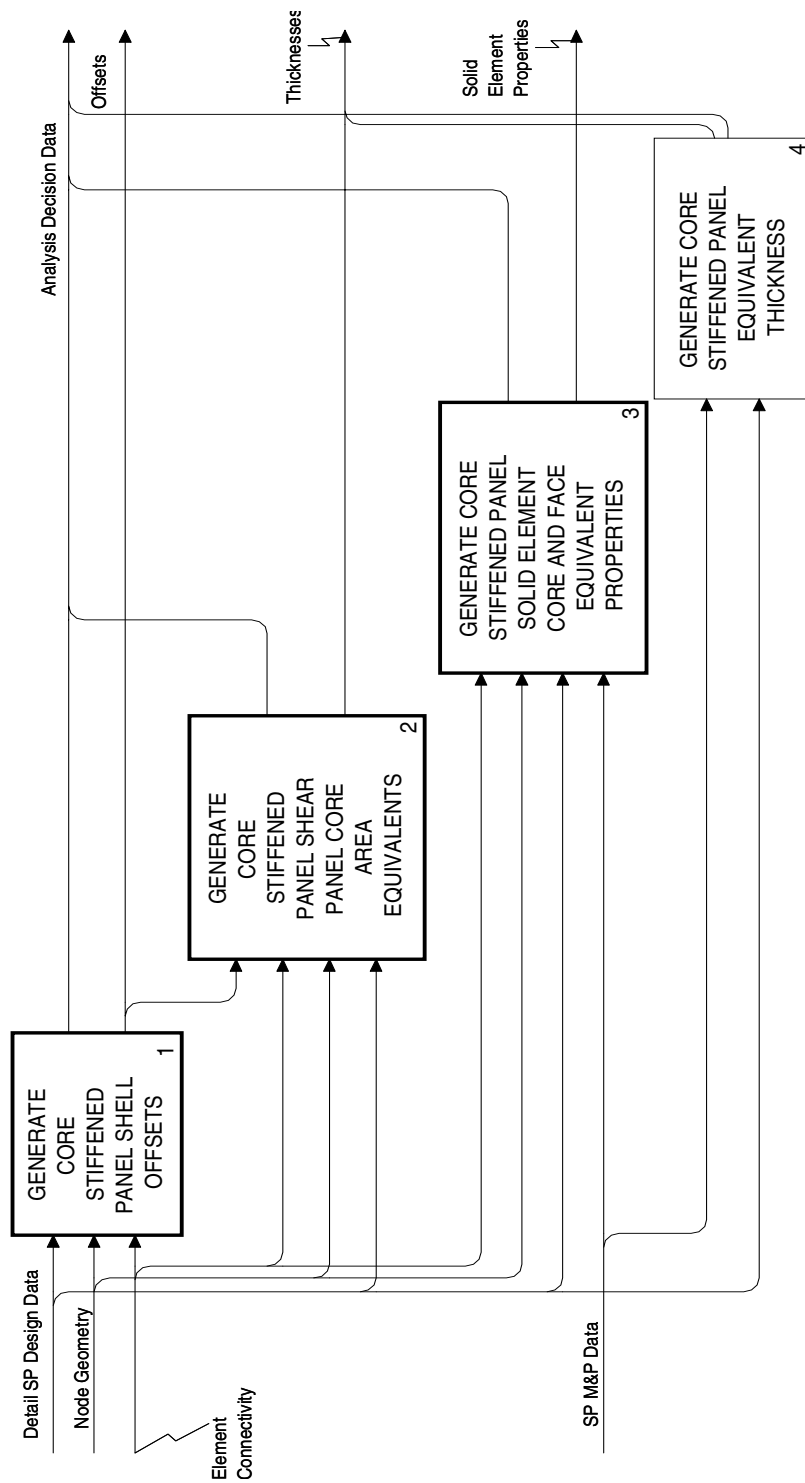 Analysis Decision Data
Offsets
Thicknesses
Solid
Element
Properties
GENERATE
CORE
STIFFENED
PANEL SHELL
OFFSETS
1
GENERATE
CORE
STIFFENED
PANEL SHEAR
PANEL CORE
AREA
EQUIVALENTS
2
GENERATE CORE
STIFFENED PANEL
SOLID ELEMENT
CORE AND FACE
EQUIVALENT
PROPERTIES
3
GENERATE CORE
STIFFENED PANEL
EQUIVALENT
THICKNESS
4
Detail SP Design Data
Node Geometry
Element
Connectivity
SP M&P Data